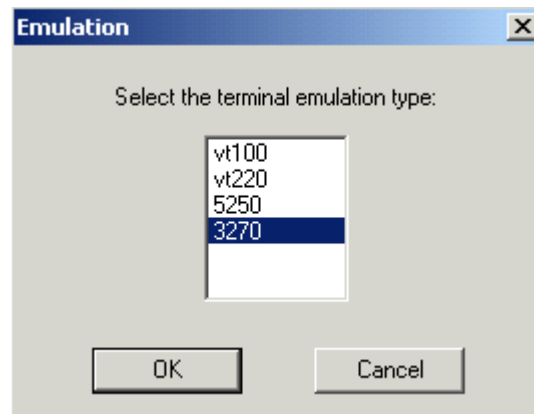 Emulation
Select the terminal emulation type:
vt100
vt220
5250
3270
OK Cancel